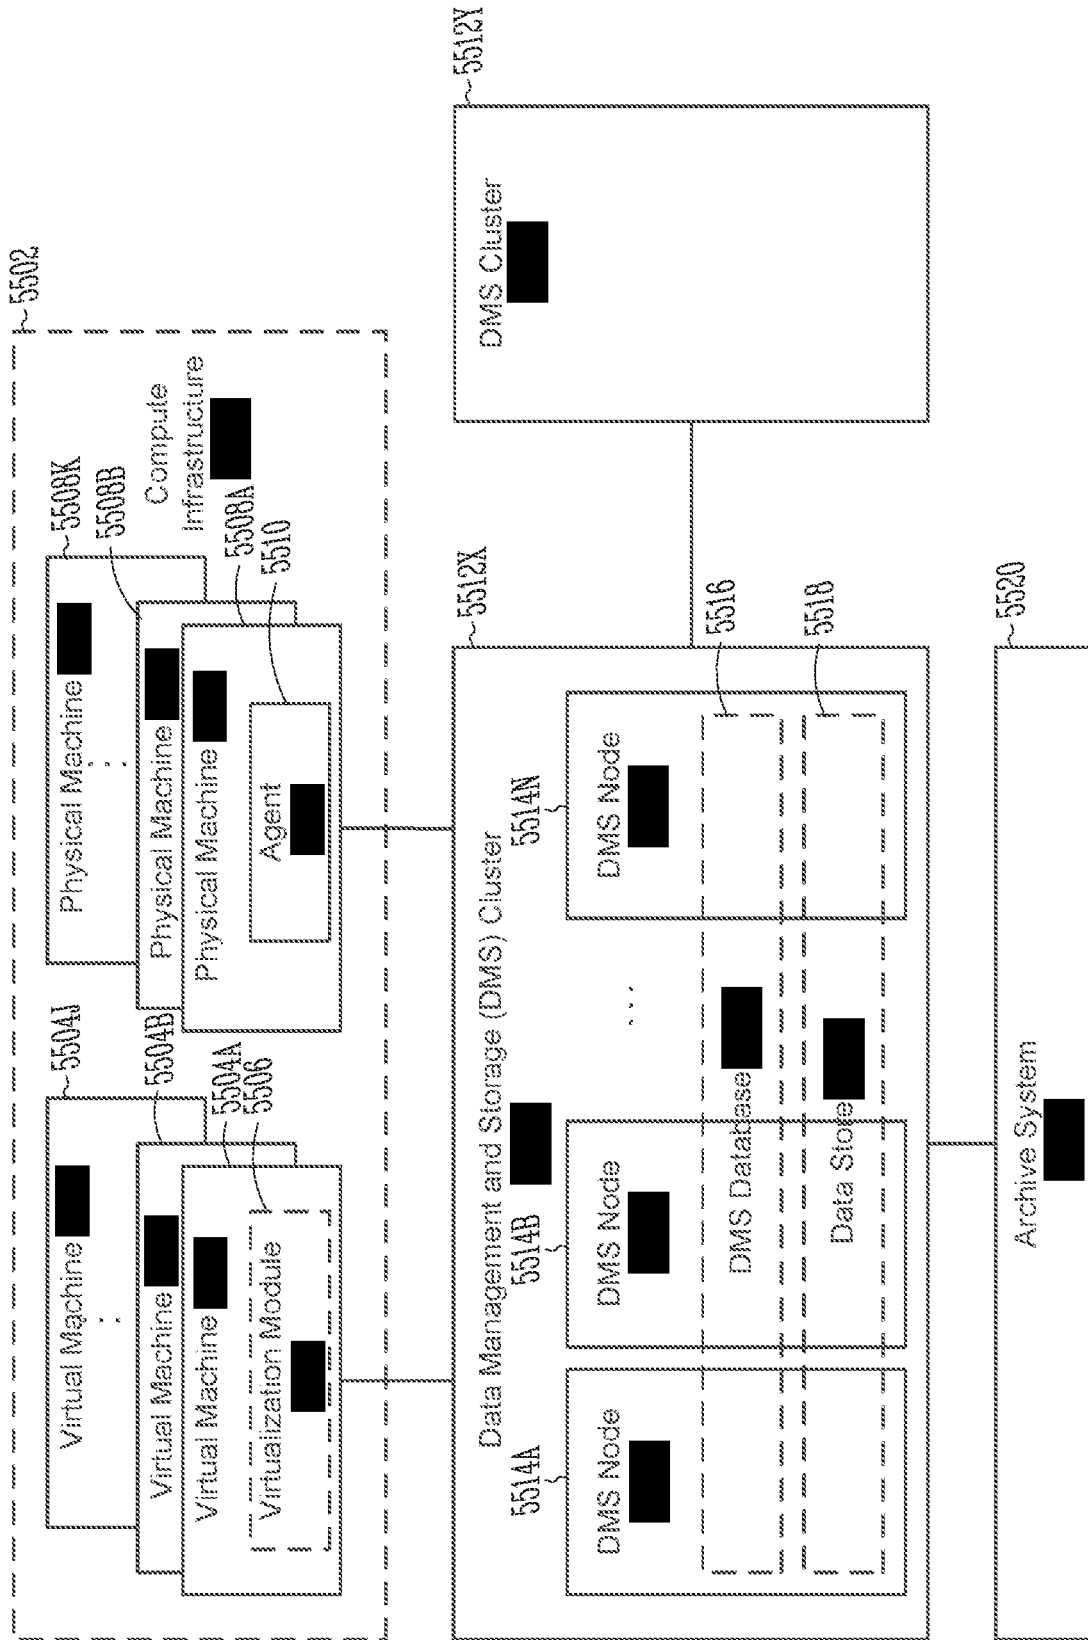 5502
5504J
Virtual Machine
. . .
5504B
Virtual Machine
5504A
Virtual Machine
5506
Virtualization Module
5508K
Physical Machine
. . .
5508B
Physical Machine
5508A
Physical Machine
5510
Agent
Compute
Infrastructure
5512X
Data Management and Storage (DMS) Cluster
5514A
DMS Node
5514B
DMS Node
. . .
5514N
DMS Node
5516
DMS Database
5518
Data Store
5512Y
DMS Cluster
5520
Archive System